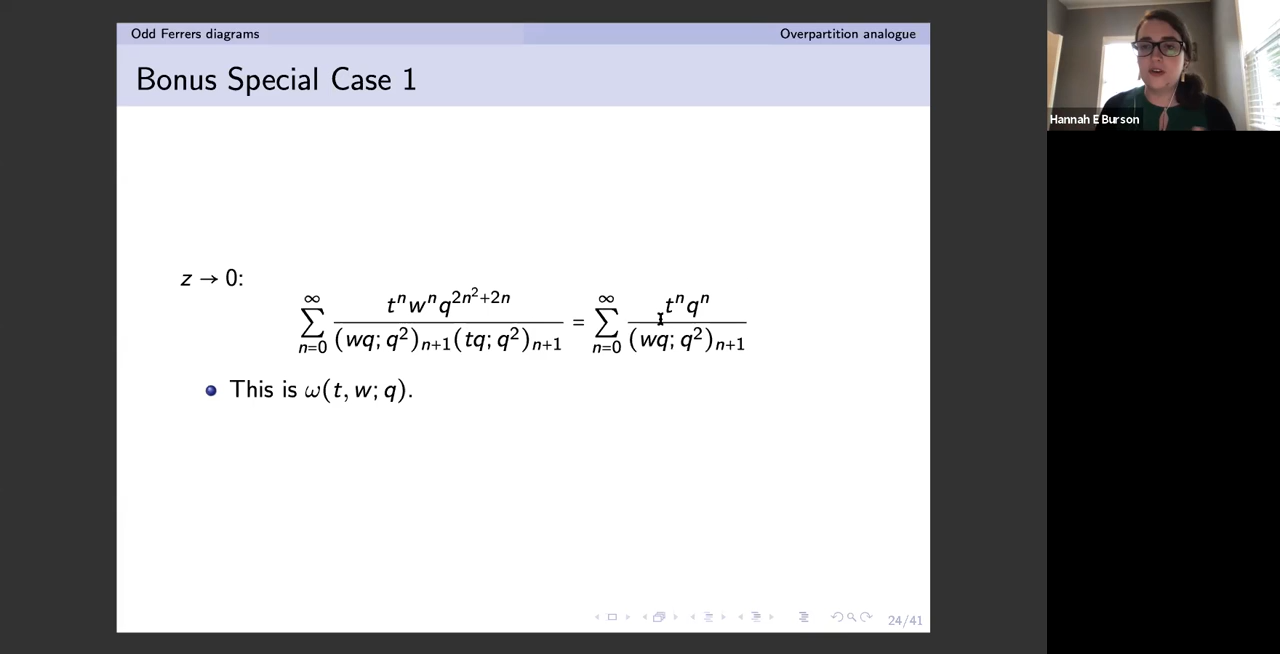 Odd Ferrers diagrams Overpartition analogue
Bonus Special Case 1
Hannah E Burson
z → 0:
∑_{n=0}^{∞} t^n w^n q^{2n^2+2n} / (wq; q^2)_{n+1}(tq; q^2)_{n+1} = ∑_{n=0}^{∞} t^n q^n / (wq; q^2)_{n+1}
This is ω(t, w; q).
24/41